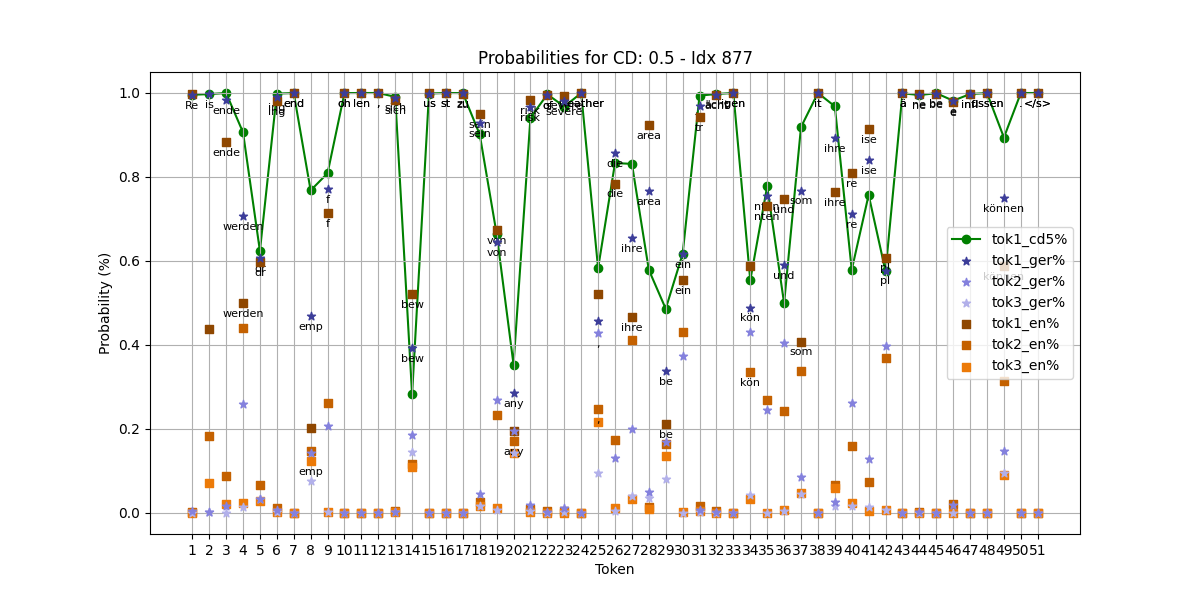 Probabilities for CD: 0.5 - Idx 877
Probability (%)
1.0
0.8
0.6
0.4
0.2
0.0
Re is ende
ende
werden
werden
dr
emp
emp
f
f
oh len ,
sich
bew
bew
us st zu
sein
sein
von
von
any
any
risk
risk
severe
,
die
die
ihre
ihre
area
area
be
be
ein
ein
tr
kön
kön
nten
und
und
som
som
it
ihre
ihre
re
re
ise
ise
pl
ne be
e
können
können
</s>
tok1_cd5%
tok1_ger%
tok2_ger%
tok3_ger%
tok1_en%
tok2_en%
tok3_en%
1 2 3 4 5 6 7 8 9 10 11 12 13 14 15 16 17 18 19 20 21 22 23 24 25 26 27 28 29 30 31 32 33 34 35 36 37 38 39 40 41 42 43 44 45 46 47 48 49 50 51
Token